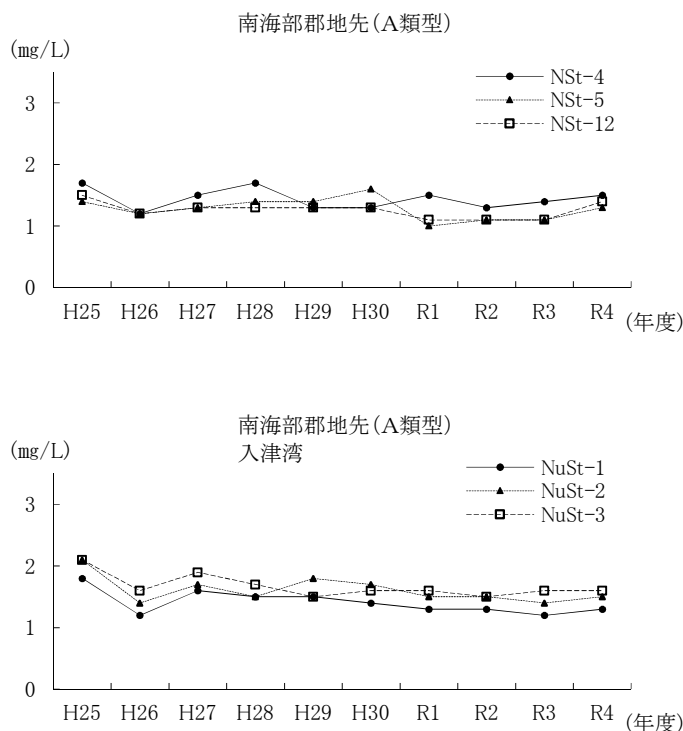 南海部郡地先(A類型)
(mg/L)
NSt-4
NSt-5
NSt-12
3
2
1
0
H25 H26 H27 H28 H29 H30 R1 R2 R3 R4 (年度)
南海部郡地先(A類型)
入津湾
(mg/L)
NuSt-1
NuSt-2
NuSt-3
3
2
1
0
H25 H26 H27 H28 H29 H30 R1 R2 R3 R4 (年度)